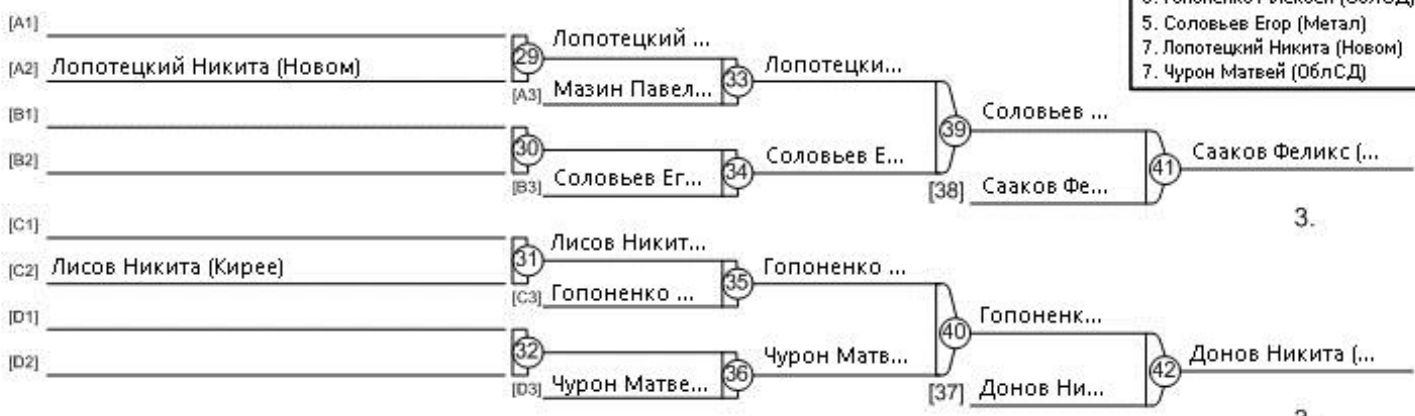 5. Соловьев Егор (Метал)
7. Лопотецкий Никита (Новом)
7. Чурон Матвей (ОблСД)
[A1]
Лопотецкий ...
[A2] Лопотецкий Никита (Новом)
29
Лопотецки...
[A3] Мазин Павел...
33
[B1]
Соловьев ...
39
[B2]
30
Соловьев Е...
Сааков Феликс (...
[B3] Соловьев Ег...
34
41
[38] Сааков Фе...
3.
[C1]
Лисов Никит...
[C2] Лисов Никита (Кирее)
31
Гопоненко ...
[C3] Гопоненко ...
35
[D1]
Гопоненк...
40
[D2]
32
Чурон Матв...
Донов Никита (...
[D3] Чурон Матве...
36
42
[37] Донов Ни...